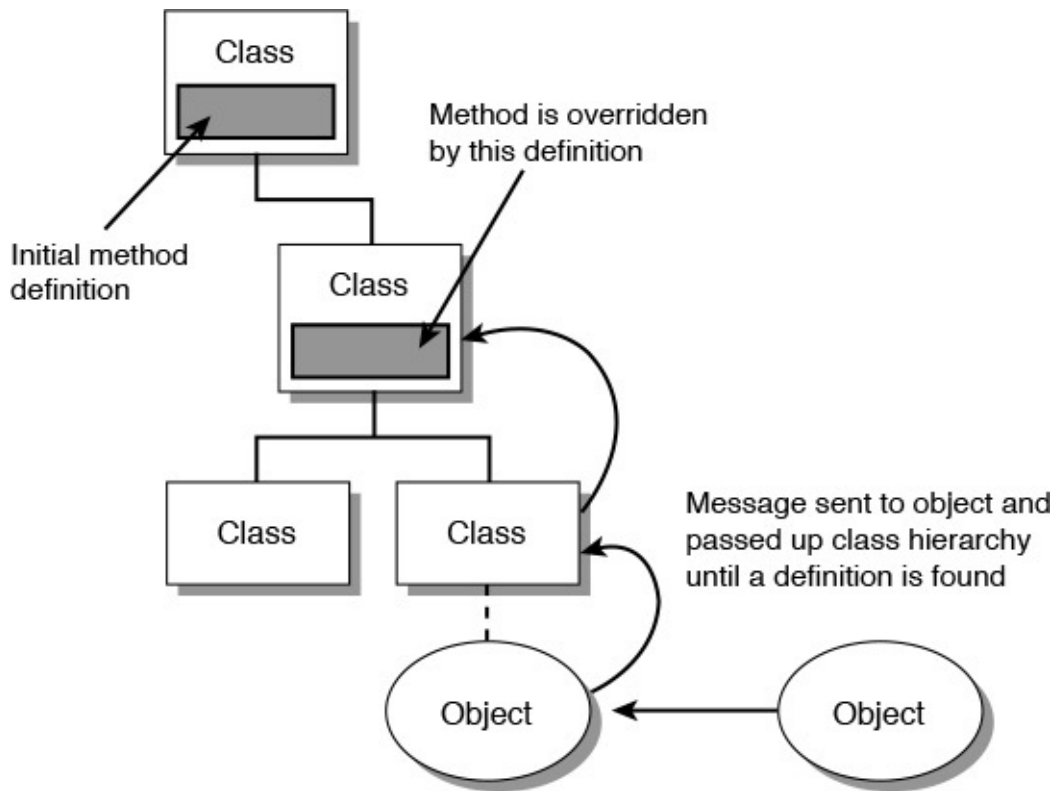 Class
Method is overridden
by this definition
Initial method
definition
Class
Class
Class
Message sent to object and
passed up class hierarchy
until a definition is found
Object
Object